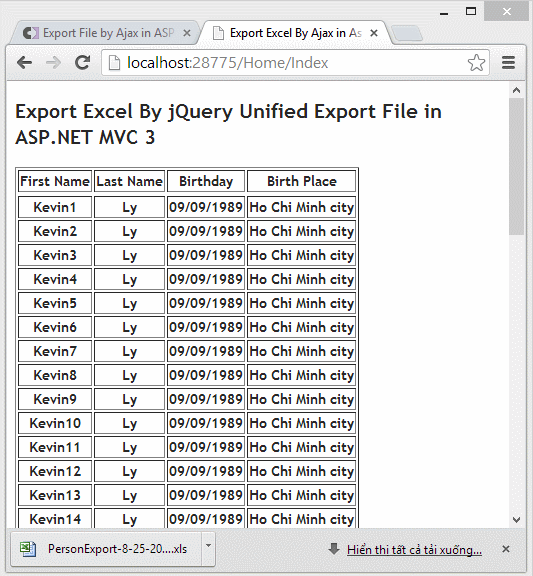 Export File by Ajax in ASP
Export Excel By Ajax in As
localhost:28775/Home/Index
Export Excel By jQuery Unified Export File in
ASP.NET MVC 3
First Name Last Name Birthday Birth Place
Kevin1 Ly 09/09/1989 Ho Chi Minh city
Kevin2 Ly 09/09/1989 Ho Chi Minh city
Kevin3 Ly 09/09/1989 Ho Chi Minh city
Kevin4 Ly 09/09/1989 Ho Chi Minh city
Kevin5 Ly 09/09/1989 Ho Chi Minh city
Kevin6 Ly 09/09/1989 Ho Chi Minh city
Kevin7 Ly 09/09/1989 Ho Chi Minh city
Kevin8 Ly 09/09/1989 Ho Chi Minh city
Kevin9 Ly 09/09/1989 Ho Chi Minh city
Kevin10 Ly 09/09/1989 Ho Chi Minh city
Kevin11 Ly 09/09/1989 Ho Chi Minh city
Kevin12 Ly 09/09/1989 Ho Chi Minh city
Kevin13 Ly 09/09/1989 Ho Chi Minh city
Kevin14 Ly 09/09/1989 Ho Chi Minh city
PersonExport-8-25-20....xls
Hiển thị tất cả tải xuống...